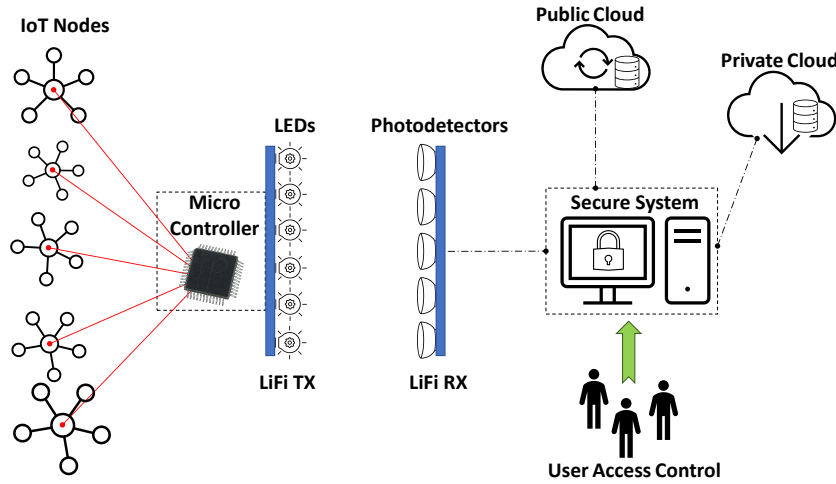 IoT Nodes
Public Cloud
Private Cloud
LEDs
Photodetectors
Micro
Controller
Secure System
LiFi TX
LiFi RX
User Access Control